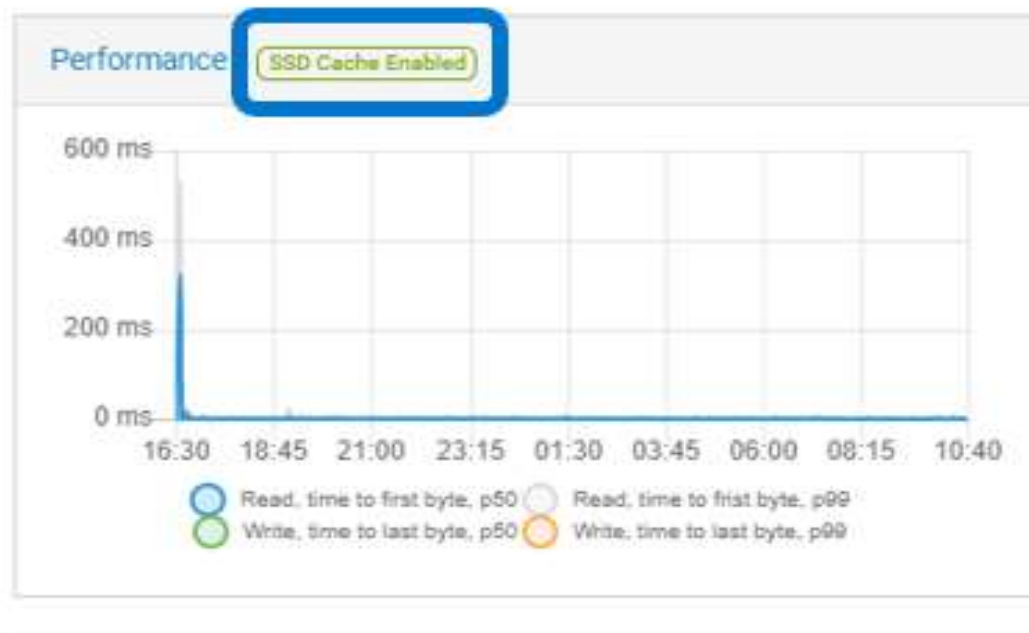 Performance SSD Cache Enabled
600 ms
400 ms
200 ms
0 ms
16:30 18:45 21:00 23:15 01:30 03:45 06:00 08:15 10:40
Read, time to first byte, p50 Read, time to frist byte, p99
Write, time to last byte, p50 Write, time to last byte, p99